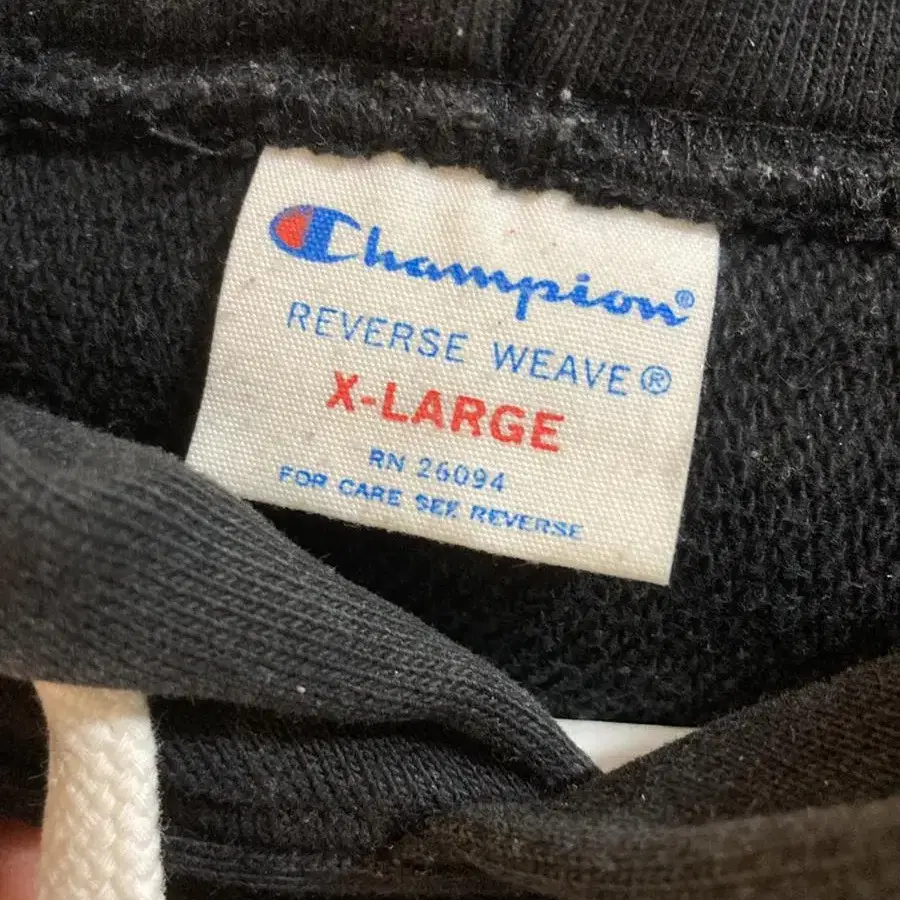 Champion®
REVERSE WEAVE®
X-LARGE
RN 26094
FOR CARE SEE REVERSE